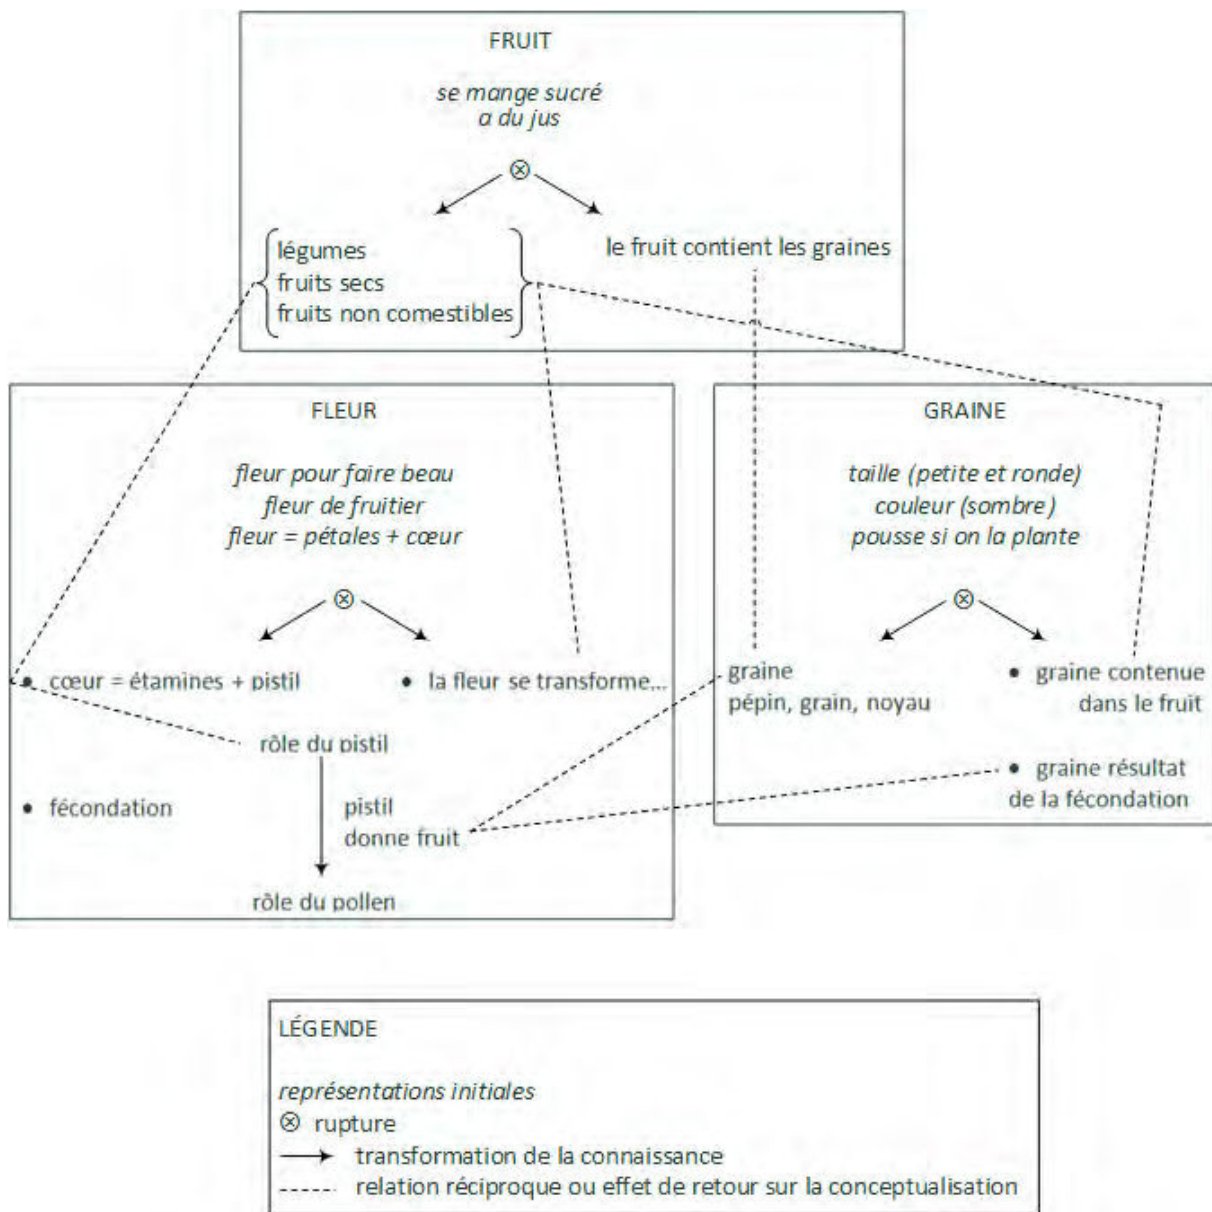 FRUIT
se mange sucré
a du jus
légumes
fruits secs
fruits non comestibles
le fruit contient les graines
FLEUR
fleur pour faire beau
fleur de fruitier
fleur = pétales + cœur
• cœur = étamines + pistil
• la fleur se transforme...
rôle du pistil
• fécondation
pistil
donne fruit
rôle du pollen
GRAINE
taille (petite et ronde)
couleur (sombre)
pousse si on la plante
graine
pépin, grain, noyau
• graine contenue
dans le fruit
• graine résultat
de la fécondation
LÉGENDE
représentations initiales
⊗ rupture
transformation de la connaissance
relation réciproque ou effet de retour sur la conceptualisation